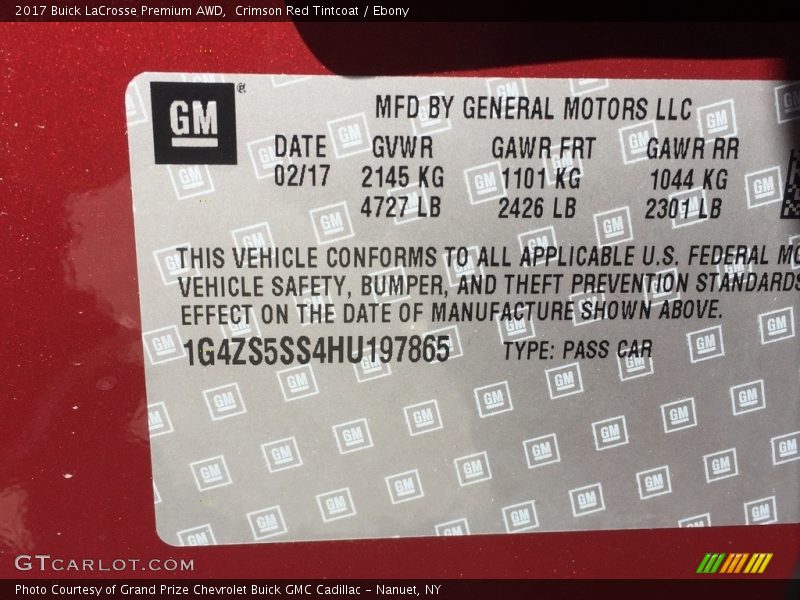 2017 Buick LaCrosse Premium AWD, Crimson Red Tintcoat / Ebony
GM ®
MFD BY GENERAL MOTORS LLC
DATE GVWR GAWR FRT GAWR RR
02/17 2145 KG 1101 KG 1044 KG
4727 LB 2426 LB 2301 LB
THIS VEHICLE CONFORMS TO ALL APPLICABLE U.S. FEDERAL MO
VEHICLE SAFETY, BUMPER, AND THEFT PREVENTION STANDARDS
EFFECT ON THE DATE OF MANUFACTURE SHOWN ABOVE.
1G4ZS5SS4HU197865 TYPE: PASS CAR
GTCARLOT.COM
Photo Courtesy of Grand Prize Chevrolet Buick GMC Cadillac - Nanuet, NY